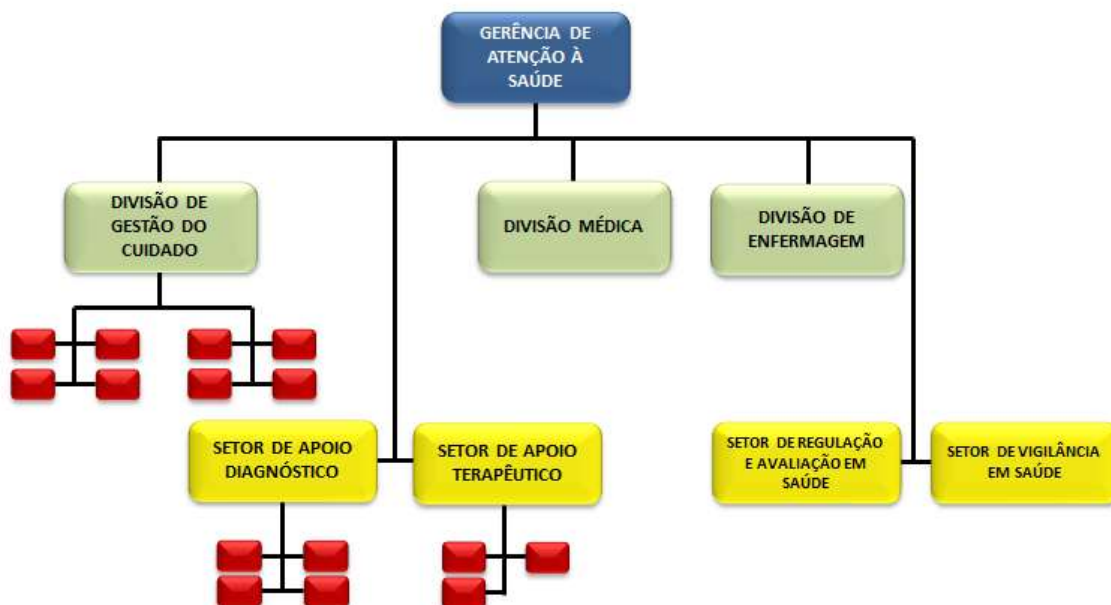 GERÊNCIA DE
ATENÇÃO À
SAÚDE
DIVISÃO DE
GESTÃO DO
CUIDADO
DIVISÃO MÉDICA
DIVISÃO DE
ENFERMAGEM
SETOR DE APOIO
DIAGNÓSTICO
SETOR DE APOIO
TERAPÊUTICO
SETOR DE REGULAÇÃO
E AVALIAÇÃO EM
SAÚDE
SETOR DE VIGILÂNCIA
EM SAÚDE